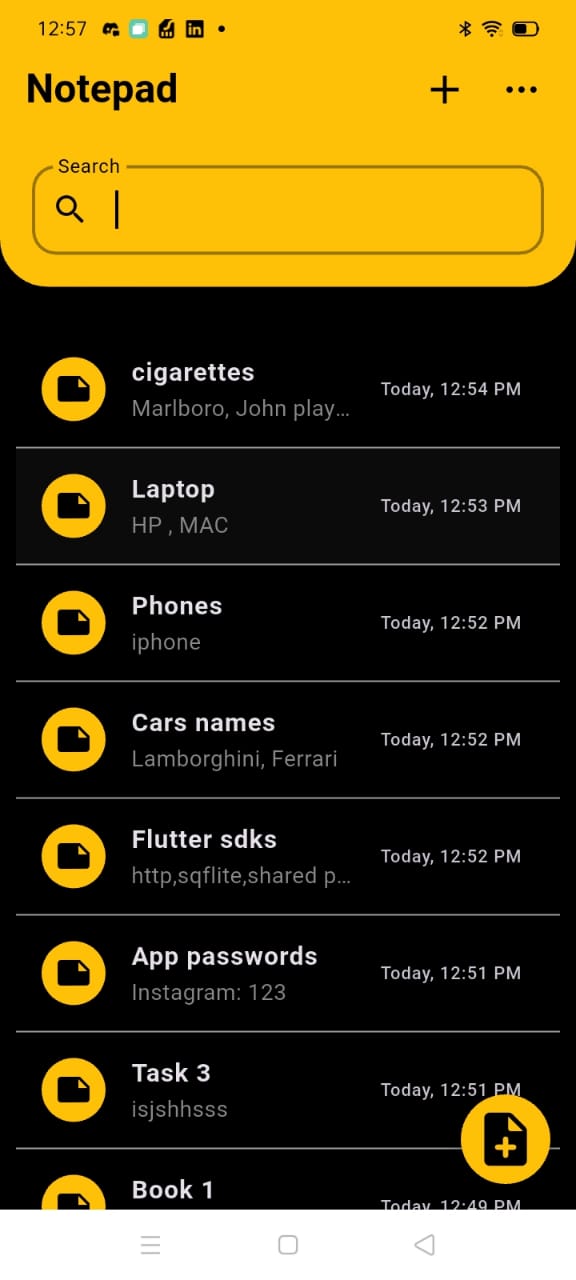 12:57
Notepad
Search
cigarettes
Marlboro, John play...
Today, 12:54 PM
Laptop
HP , MAC
Today, 12:53 PM
Phones
iphone
Today, 12:52 PM
Cars names
Lamborghini, Ferrari
Today, 12:52 PM
Flutter sdks
http,sqflite,shared p...
Today, 12:52 PM
App passwords
Instagram: 123
Today, 12:51 PM
Task 3
isjshhsss
Today, 12:51 PM
Book 1
Today, 12:49 PM